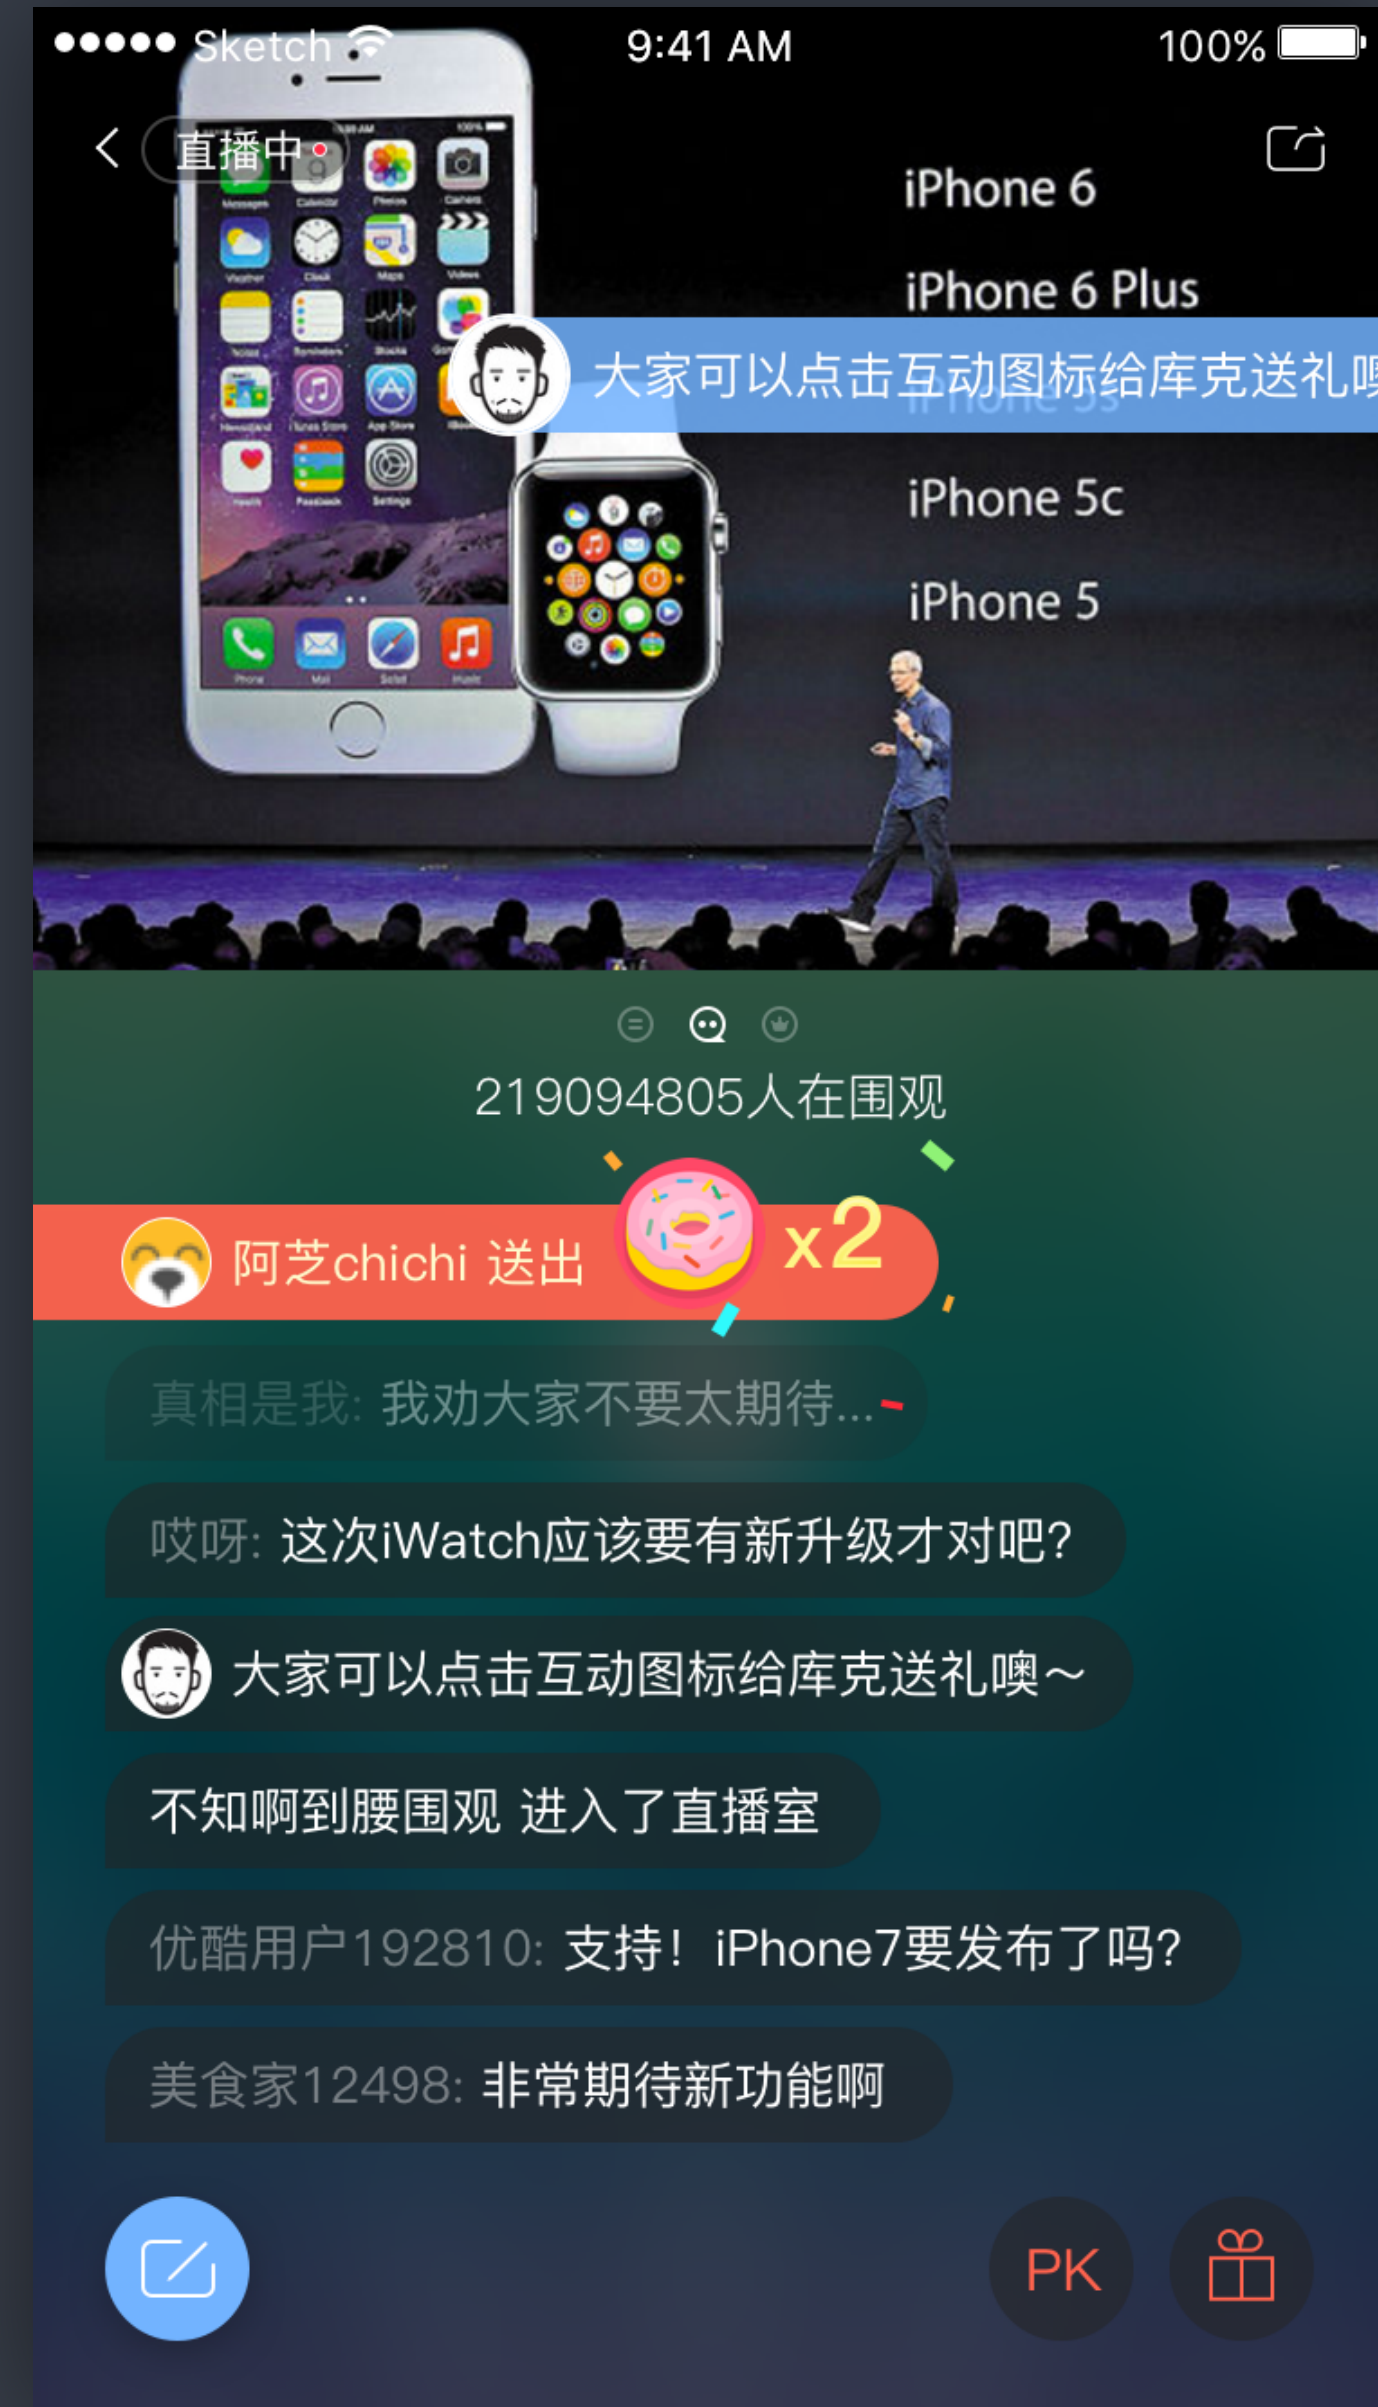 Sketch 9:41 AM 100%
直播中
iPhone 6
iPhone 6 Plus
大家可以点击互动图标给库克送礼噢
iPhone 5s
iPhone 5c
iPhone 5
219094805人在围观
阿芝chichi 送出 x2
真相是我: 我劝大家不要太期待...
哎呀: 这次iWatch应该要有新升级才对吧?
大家可以点击互动图标给库克送礼噢~
不知啊到腰围观 进入了直播室
优酷用户192810: 支持！iPhone7要发布了吗?
美食家12498: 非常期待新功能啊
PK